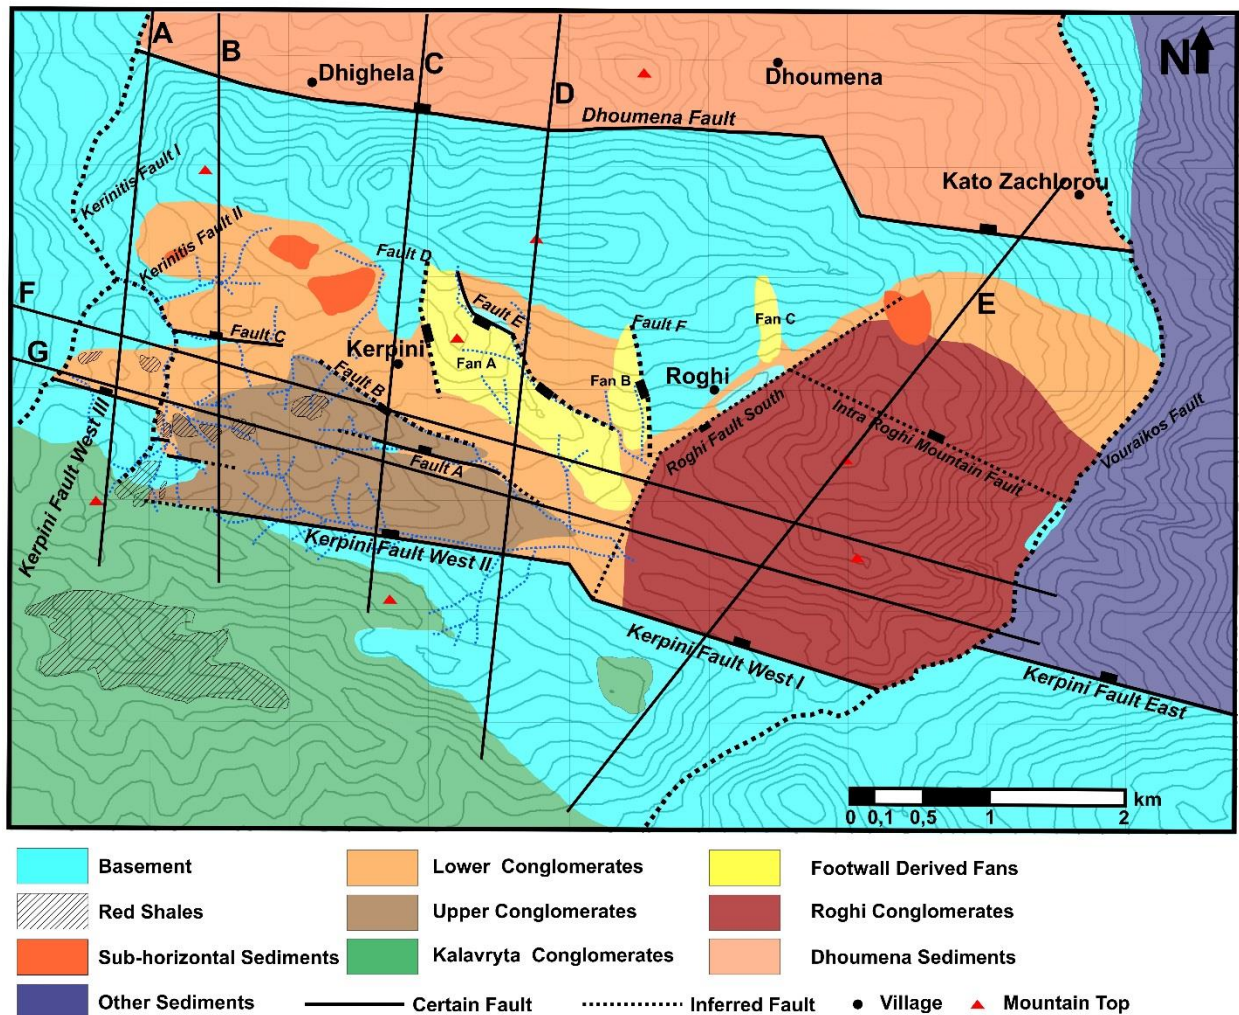 A
B
C
D
N
Dhighela
Dhoumena
Dhoumena Fault
Kerinitis Fault I
Kato Zachlorou
Kerinitis Fault II
Fault D
E
F
Fault E
Fan C
Fault C
Fault F
G
Kerpini
Fan A
Roghi
Fault B
Fan B
Roghi Fault South
Intra Roghi Mountain Fault
Vouraikos Fault
Fault A
Kerpini Fault West III
Kerpini Fault West II
Kerpini Fault West I
Kerpini Fault East
km
0 0,1 0,5 1 2
Basement
Lower Conglomerates
Footwall Derived Fans
Red Shales
Upper Conglomerates
Roghi Conglomerates
Sub-horizontal Sediments
Kalavryta Conglomerates
Dhoumena Sediments
Other Sediments
Certain Fault
Inferred Fault
Village
Mountain Top